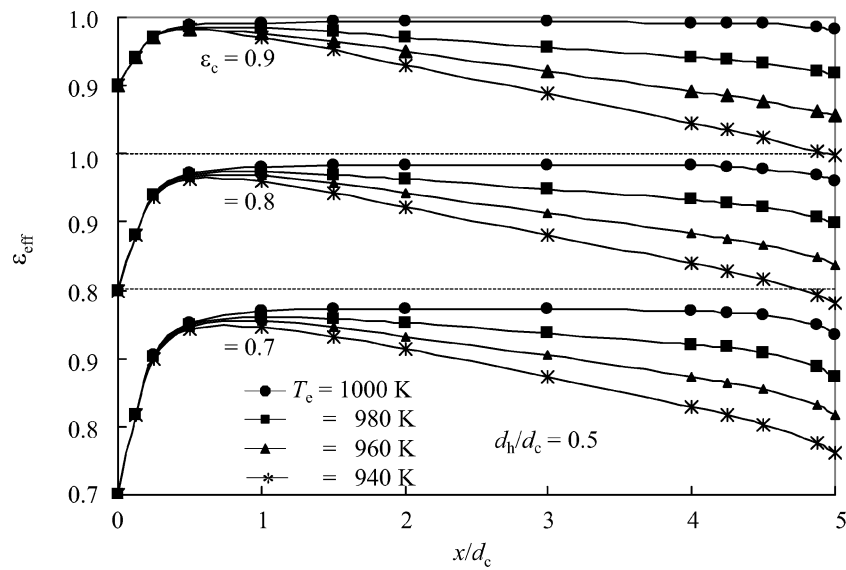 1.0
ε_c = 0.9
0.9
1.0
= 0.8
0.9
ε_eff
0.8
= 0.7
0.9
T_e = 1000 K
= 980 K
0.8
= 960 K
d_h/d_c = 0.5
= 940 K
0.7
0 1 2 3 4 5
x/d_c